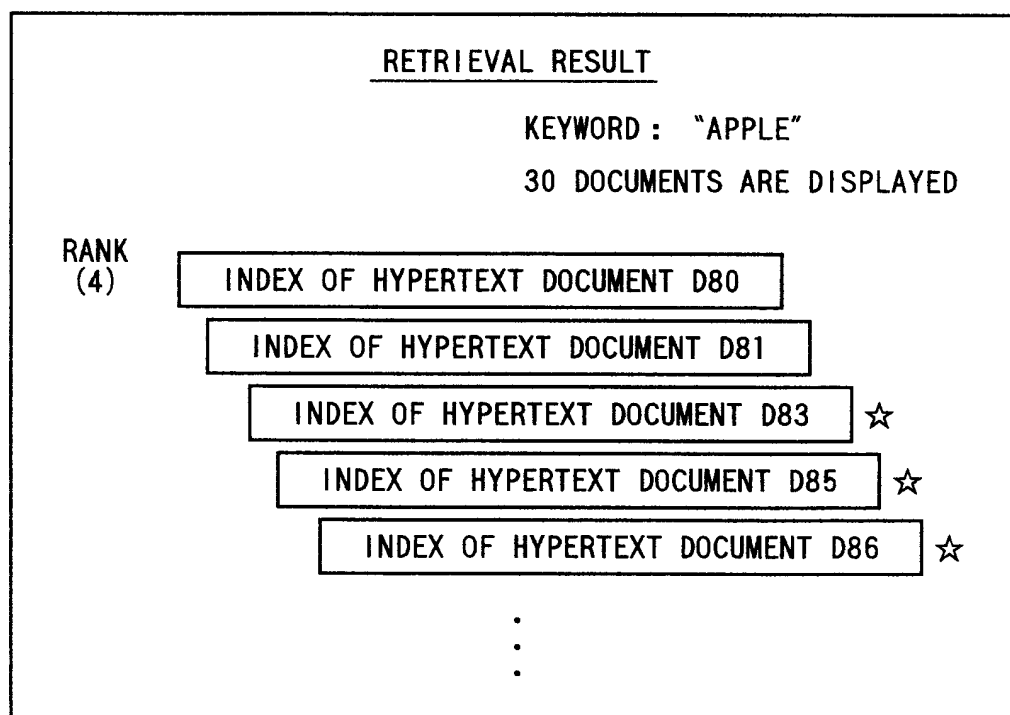 RETRIEVAL RESULT
KEYWORD : "APPLE"
30 DOCUMENTS ARE DISPLAYED
RANK
(4)
INDEX OF HYPERTEXT DOCUMENT D80
INDEX OF HYPERTEXT DOCUMENT D81
INDEX OF HYPERTEXT DOCUMENT D83 ☆
INDEX OF HYPERTEXT DOCUMENT D85 ☆
INDEX OF HYPERTEXT DOCUMENT D86 ☆